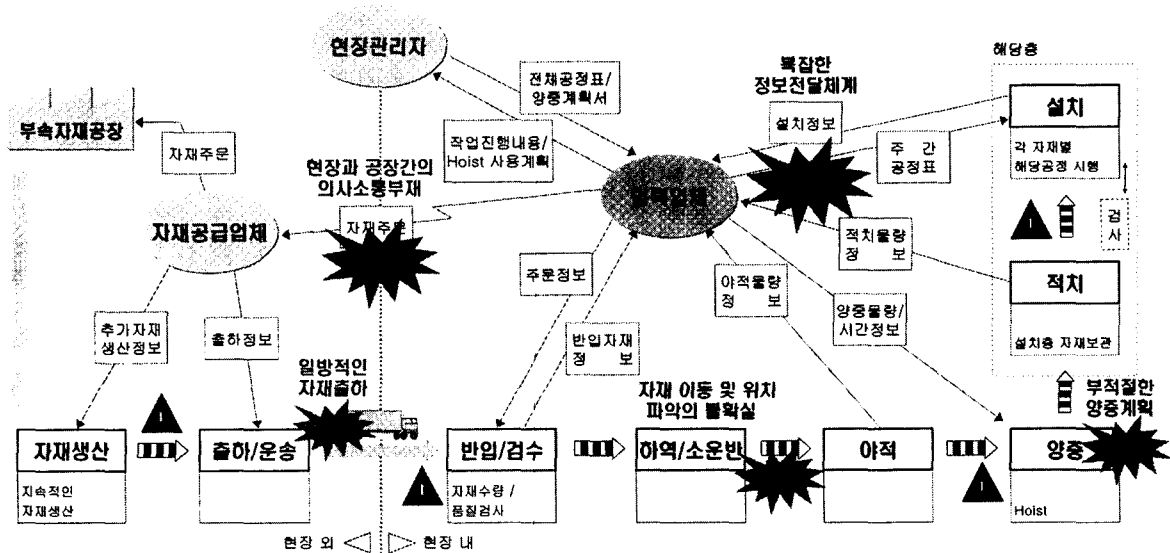 현장관리자
해당층
부속자재공장
자재주문
전체공정표/
양중계획서
작업진행내용/
Hoist 사용계획
복잡한
정보전달체계
설치정보
주 간
공정표
설치
각 자재별
해당공정 시행
검
사
현장과 공장간의
의사소통부재
자재주문
자재공급업체
협력업체
적치물량
정 보
적치
설치층 자재보관
추가자재
생산정보
출하정보
주문정보
반입자재
정 보
야적물량
정 보
양중물량/
시간정보
일방적인
자재출하
자재 이동 및 위치
파악의 불확실
부적절한
양중계획
자재생산
지속적인
자재생산
출하/운송
반입/검수
자재수량 /
품질검사
하역/소운반
야적
양중
Hoist
I
I
I
I
현장 외
현장 내